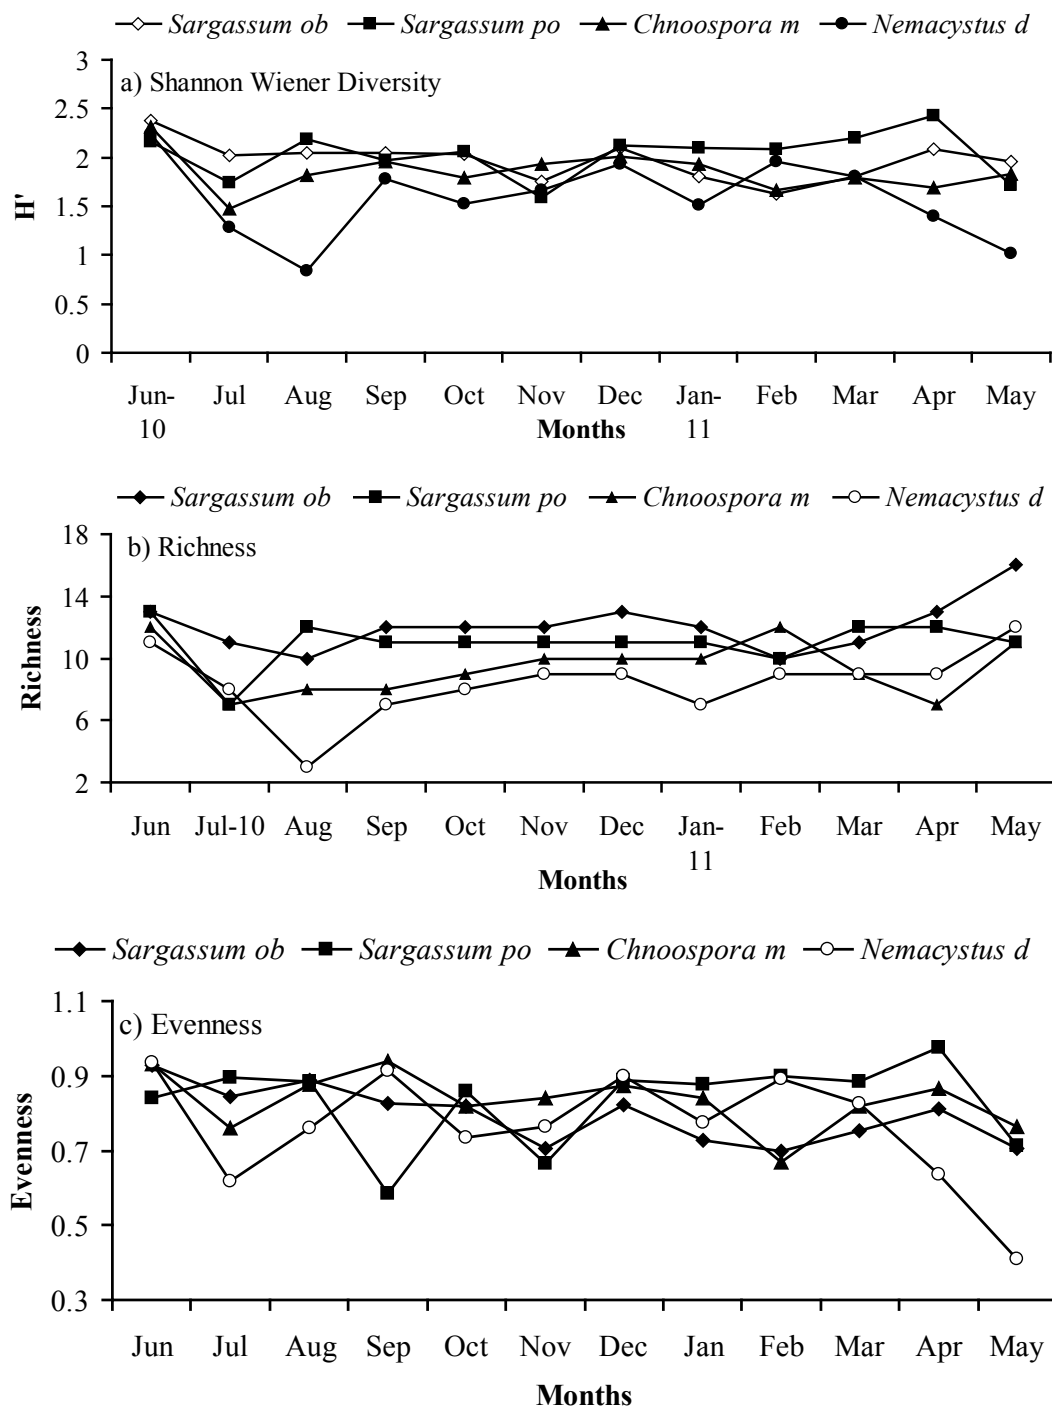 Sargassum ob Sargassum po Chnoospora m Nemacystus d
3
a) Shannon Wiener Diversity
2.5
2
1.5
1
0.5
0
H'
Jun-10 Jul Aug Sep Oct Nov Dec Jan-11 Feb Mar Apr May
Months
Sargassum ob Sargassum po Chnoospora m Nemacystus d
18
b) Richness
14
10
6
2
Richness
Jun Jul-10 Aug Sep Oct Nov Dec Jan-11 Feb Mar Apr May
Months
Sargassum ob Sargassum po Chnoospora m Nemacystus d
1.1
c) Evenness
0.9
0.7
0.5
0.3
Evenness
Jun Jul Aug Sep Oct Nov Dec Jan Feb Mar Apr May
Months